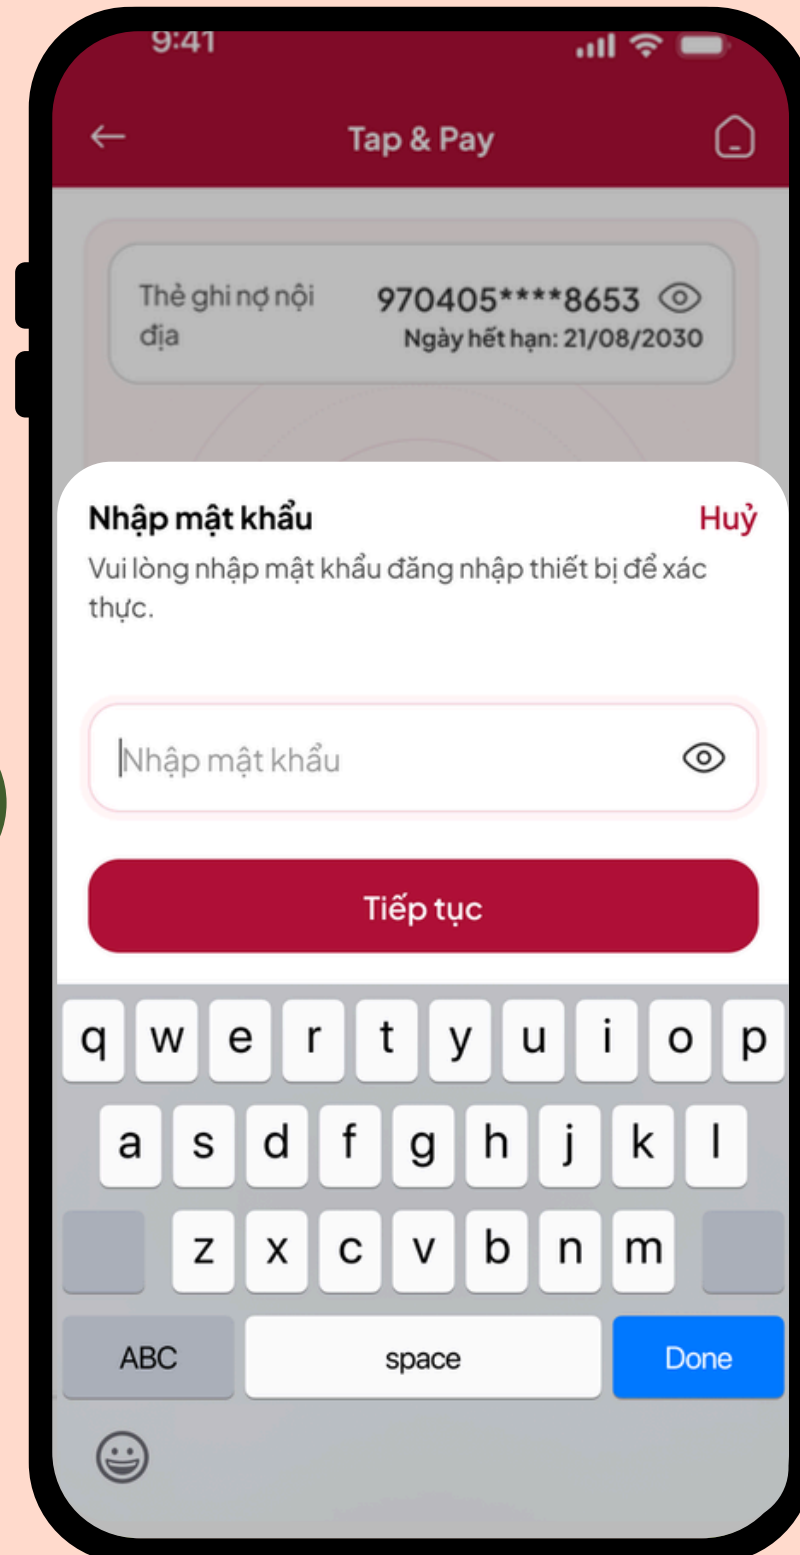 9:41
Tap & Pay
Thẻ ghi nợ nội
địa
970405****8653
Ngày hết hạn: 21/08/2030
Nhập mật khẩu
Huỷ
Vui lòng nhập mật khẩu đăng nhập thiết bị để xác
thực.
Nhập mật khẩu
Tiếp tục
q w e r t y u i o p
a s d f g h j k l
z x c v b n m
ABC space Done